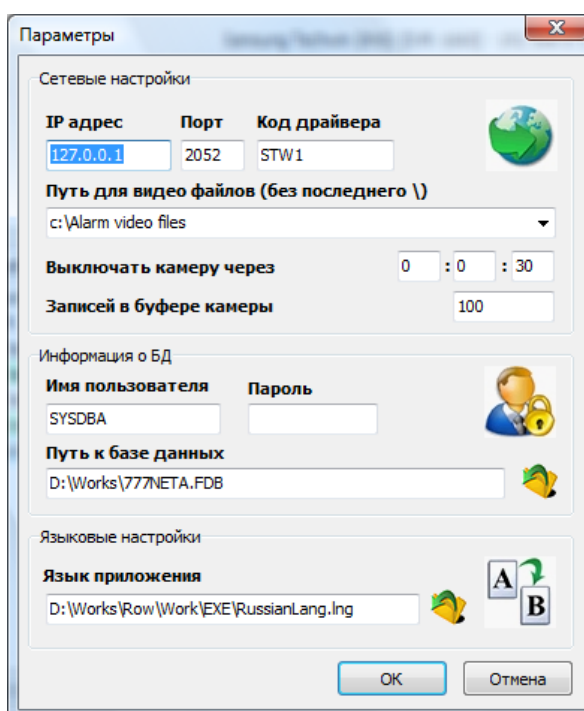 Параметры
Сетевые настройки
IP адрес Порт Код драйвера
127.0.0.1 2052 STW1
Путь для видео файлов (без последнего \)
c:\Alarm video files
Выключать камеру через 0 : 0 : 30
Записей в буфере камеры 100
Информация о БД
Имя пользователя Пароль
SYSDBA
Путь к базе данных
D:\Works\777NETA.FDB
Языковые настройки
Язык приложения
D:\Works\Row\Work\EXE\RussianLang.lng
A
B
OK Отмена